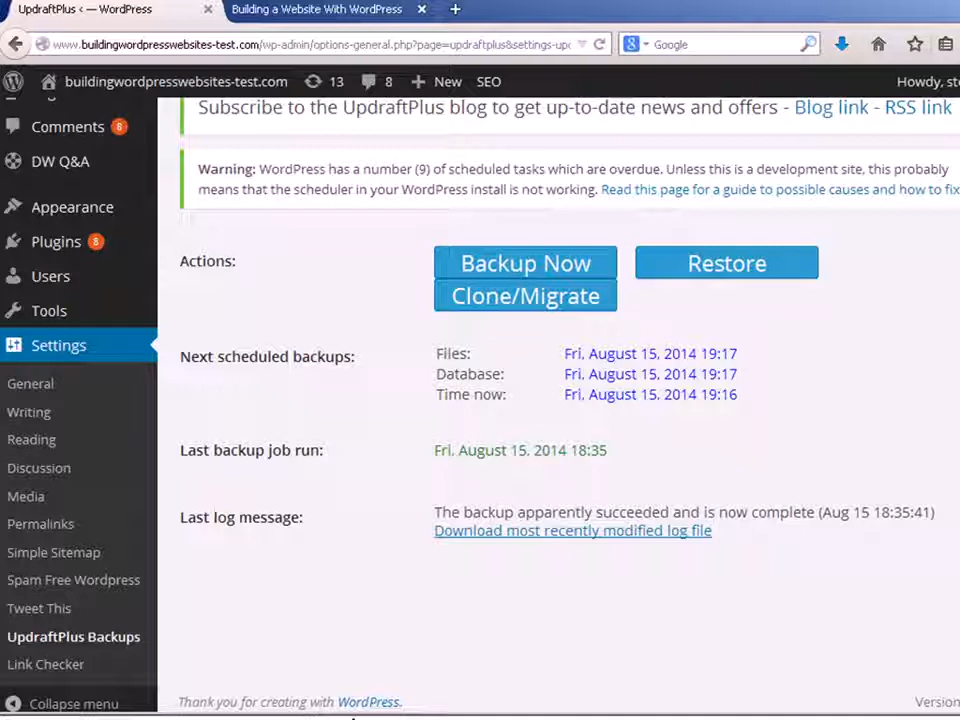 UpdraftPlus ‹ — WordPress
Building a Website With WordPress
www.buildingwordpresswebsites-test.com/wp-admin/options-general.php?page=updraftplus&settings-upc
Google
buildingwordpresswebsites-test.com
13
8
New
SEO
Howdy, ste
Comments 8
DW Q&A
Appearance
Plugins 8
Users
Tools
Settings
General
Writing
Reading
Discussion
Media
Permalinks
Simple Sitemap
Spam Free Wordpress
Tweet This
UpdraftPlus Backups
Link Checker
Collapse menu
Subscribe to the UpdraftPlus blog to get up-to-date news and offers - Blog link - RSS link
Warning: WordPress has a number (9) of scheduled tasks which are overdue. Unless this is a development site, this probably
means that the scheduler in your WordPress install is not working. Read this page for a guide to possible causes and how to fix
Actions:
Backup Now
Restore
Clone/Migrate
Next scheduled backups:
Files: Fri, August 15, 2014 19:17
Database: Fri, August 15, 2014 19:17
Time now: Fri, August 15, 2014 19:16
Last backup job run: Fri, August 15, 2014 18:35
Last log message:
The backup apparently succeeded and is now complete (Aug 15 18:35:41)
Download most recently modified log file
Thank you for creating with WordPress.
Version